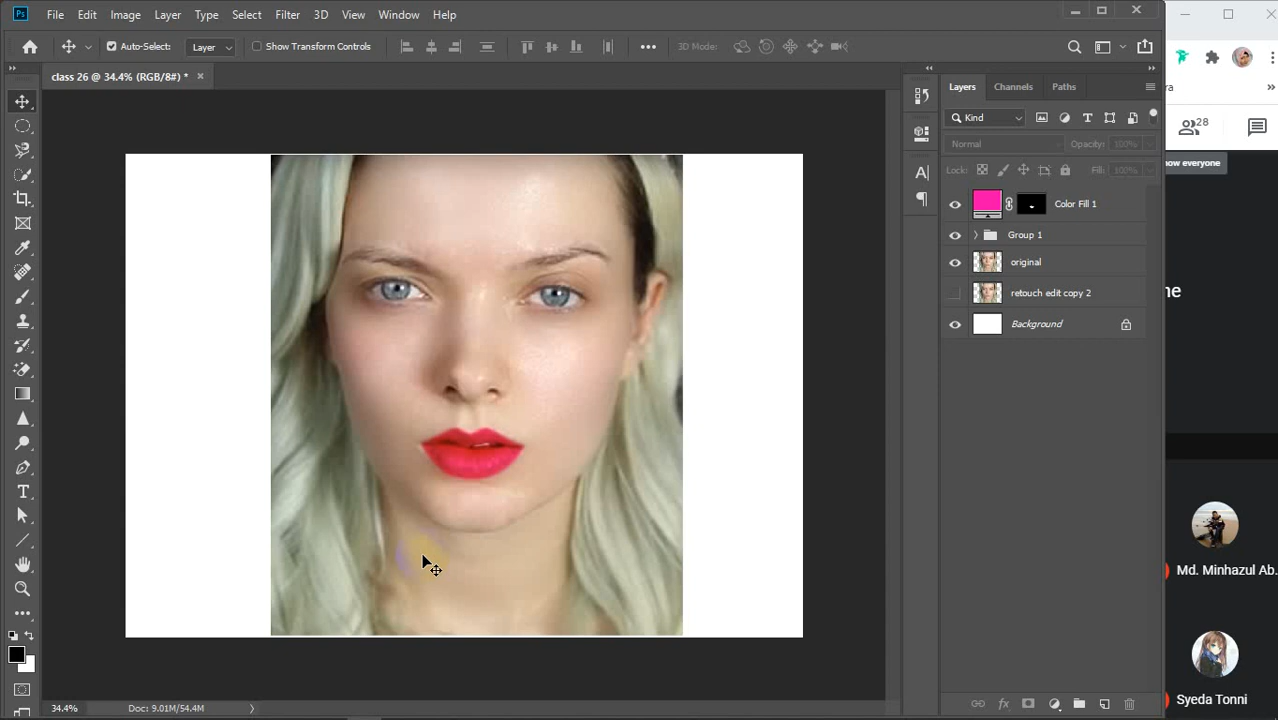 Ps File Edit Image Layer Type Select Filter 3D View Window Help
Auto-Select: Layer Show Transform Controls 3D Mode:
class 26 @ 34.4% (RGB/8#) *
Layers Channels Paths
Kind
Normal Opacity: 100%
Lock: Fill: 100%
Color Fill 1
Group 1
original
retouch edit copy 2
Background
34.4% Doc: 9.01M/54.4M
28
ow everyone
ne
Md. Minhazul Ab...
Syeda Tonni